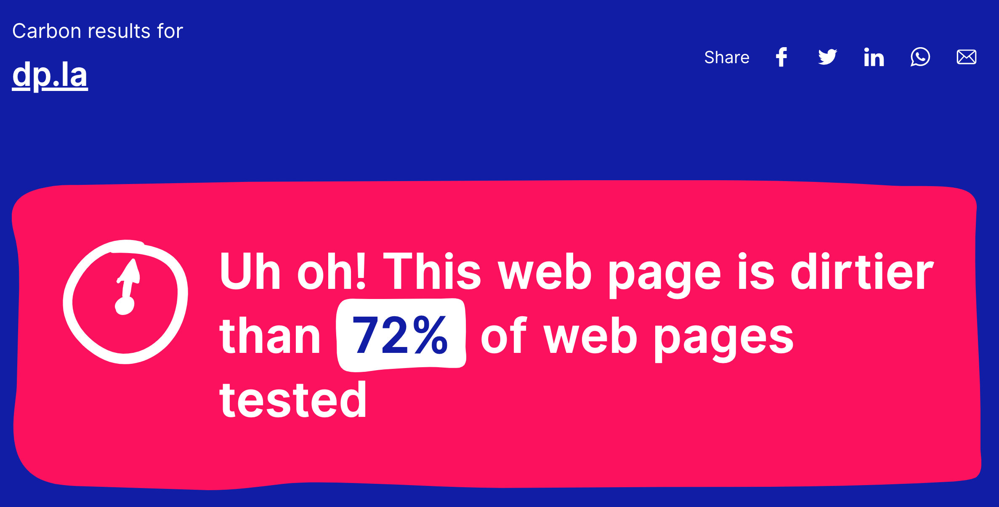 Carbon results for
dp.la
Share
Uh oh! This web page is dirtier
than 72% of web pages
tested